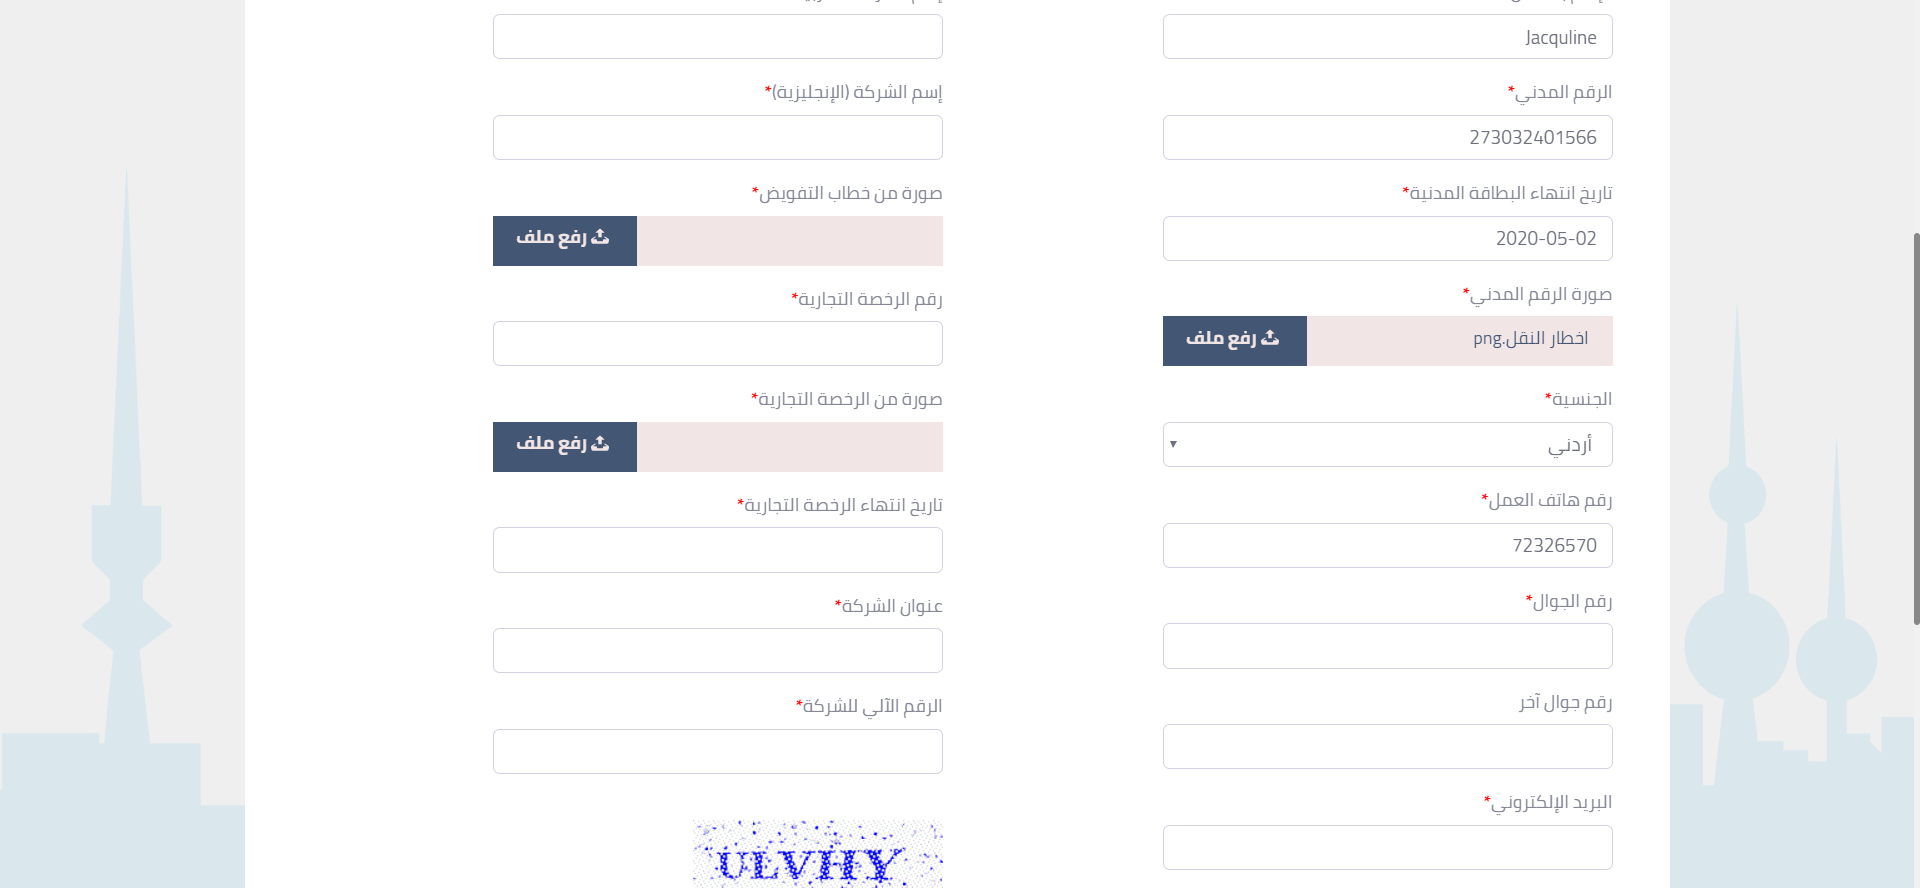 Jacquline
الرقم المدني*
273032401566
تاريخ انتهاء البطاقة المدنية*
2020-05-02
صورة الرقم المدني*
اخطار النقل.png
رفع ملف
الجنسية*
أردني
رقم هاتف العمل*
72326570
رقم الجوال*
رقم جوال آخر
البريد الإلكتروني*
إسم الشركة (الإنجليزية)*
صورة من خطاب التفويض*
رفع ملف
رقم الرخصة التجارية*
صورة من الرخصة التجارية*
رفع ملف
تاريخ انتهاء الرخصة التجارية*
عنوان الشركة*
الرقم الآلي للشركة*
ULVHY